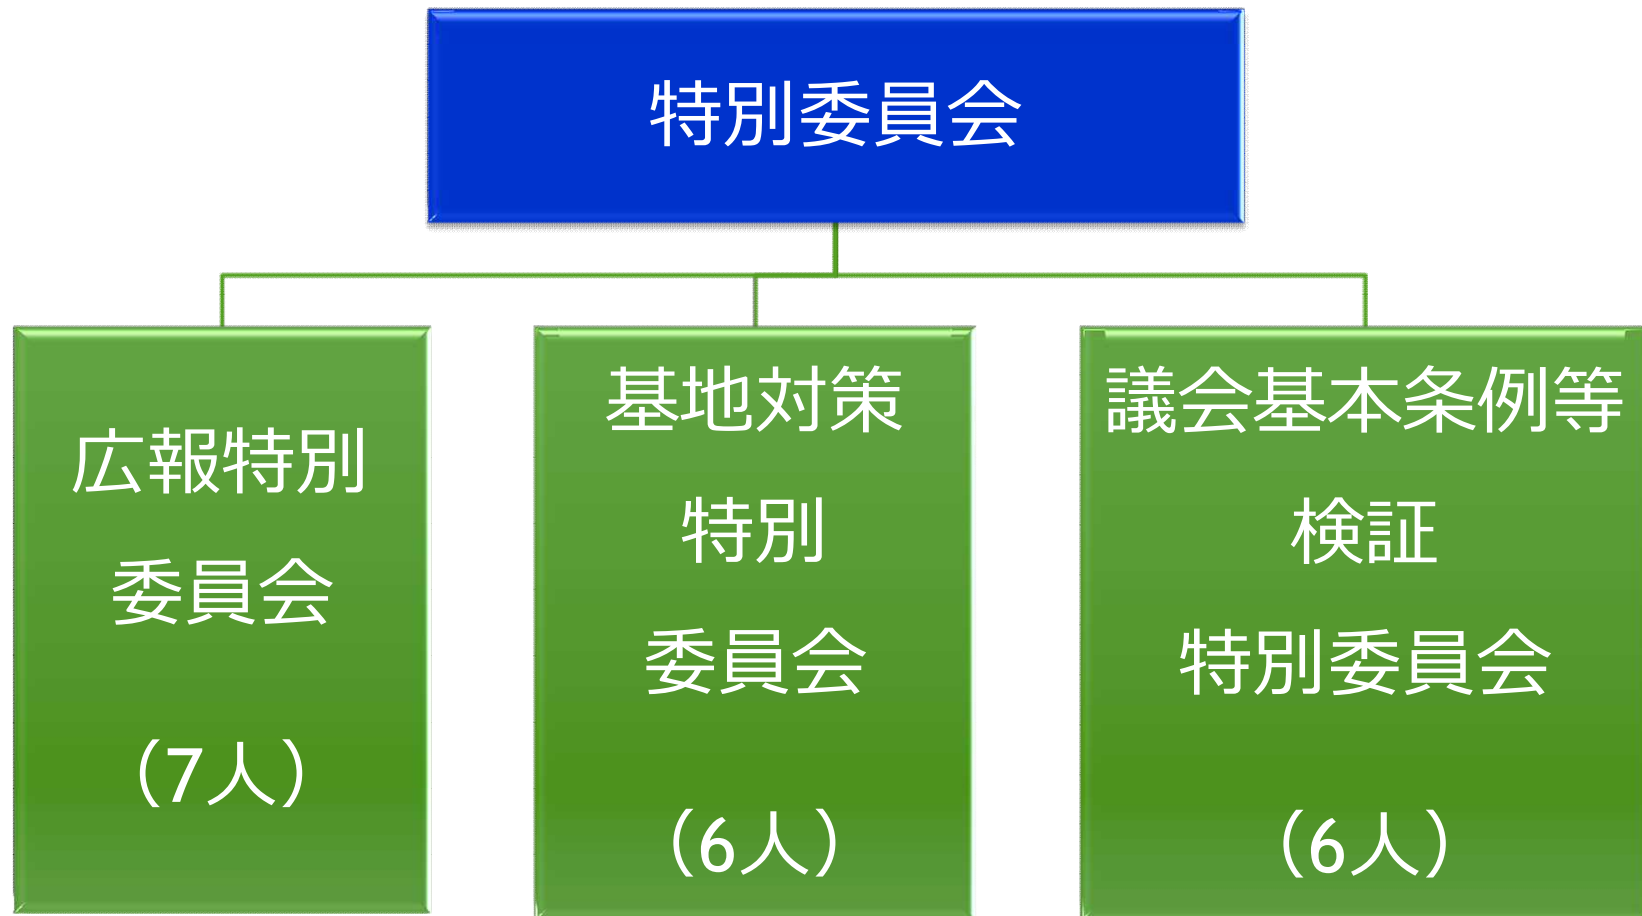 特別委員会
広報特別
委員会
（7人）
基地対策
特別
委員会
（6人）
議会基本条例等
検証
特別委員会
（6人）